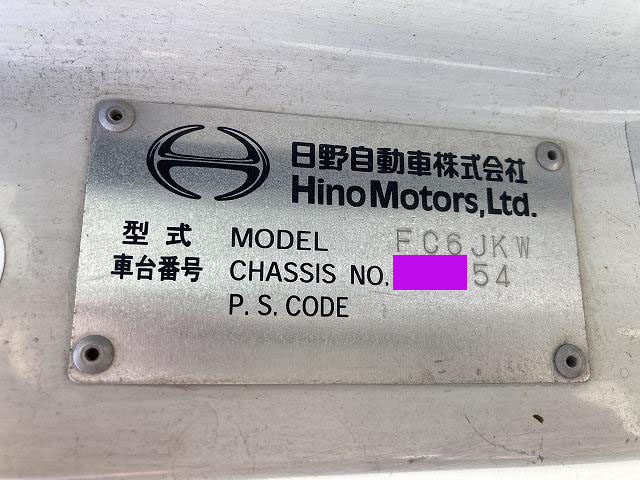 日野自動車株式会社
Hino Motors, Ltd.
型式 MODEL FC6JKW
車台番号 CHASSIS NO. 54
P. S. CODE